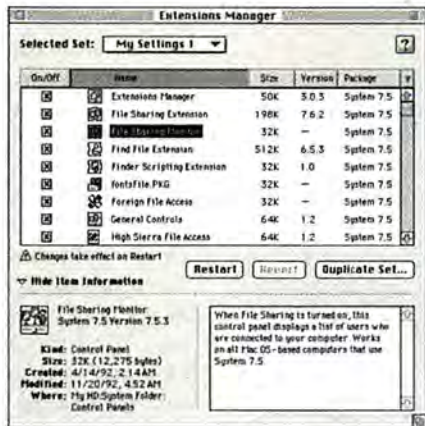 Extensions Manager
Selected Set: My Settings 1 ?
On/Off Name Size Version Package
Extensions Manager 50K 3.0.3 System 7.5
File Sharing Extension 198K 7.6.2 System 7.5
File Sharing Monitor 32K – System 7.5
Find File Extension 512K 6.5.3 System 7.5
Finder Scripting Extension 32K 1.0 System 7.5
fontsFile.PKG 32K – System 7.5
Foreign File Access 32K – System 7.5
General Controls 64K 1.2 System 7.5
High Sierra File Access 64K 1.2 System 7.5
Changes take effect on Restart
Restart Revert Duplicate Set...
Hide Item Information
File Sharing Monitor
System 7.5 Version 7.5.3
Kind: Control Panel
Size: 32K (12,275 bytes)
Created: 4/14/92, 2:14 AM
Modified: 11/20/92, 4:52 AM
Where: My HD:System Folder:
Control Panels
When File Sharing is turned on, this
control panel displays a list of users who
are connected to your computer. Works
on all Mac OS-based computers that use
System 7.5.